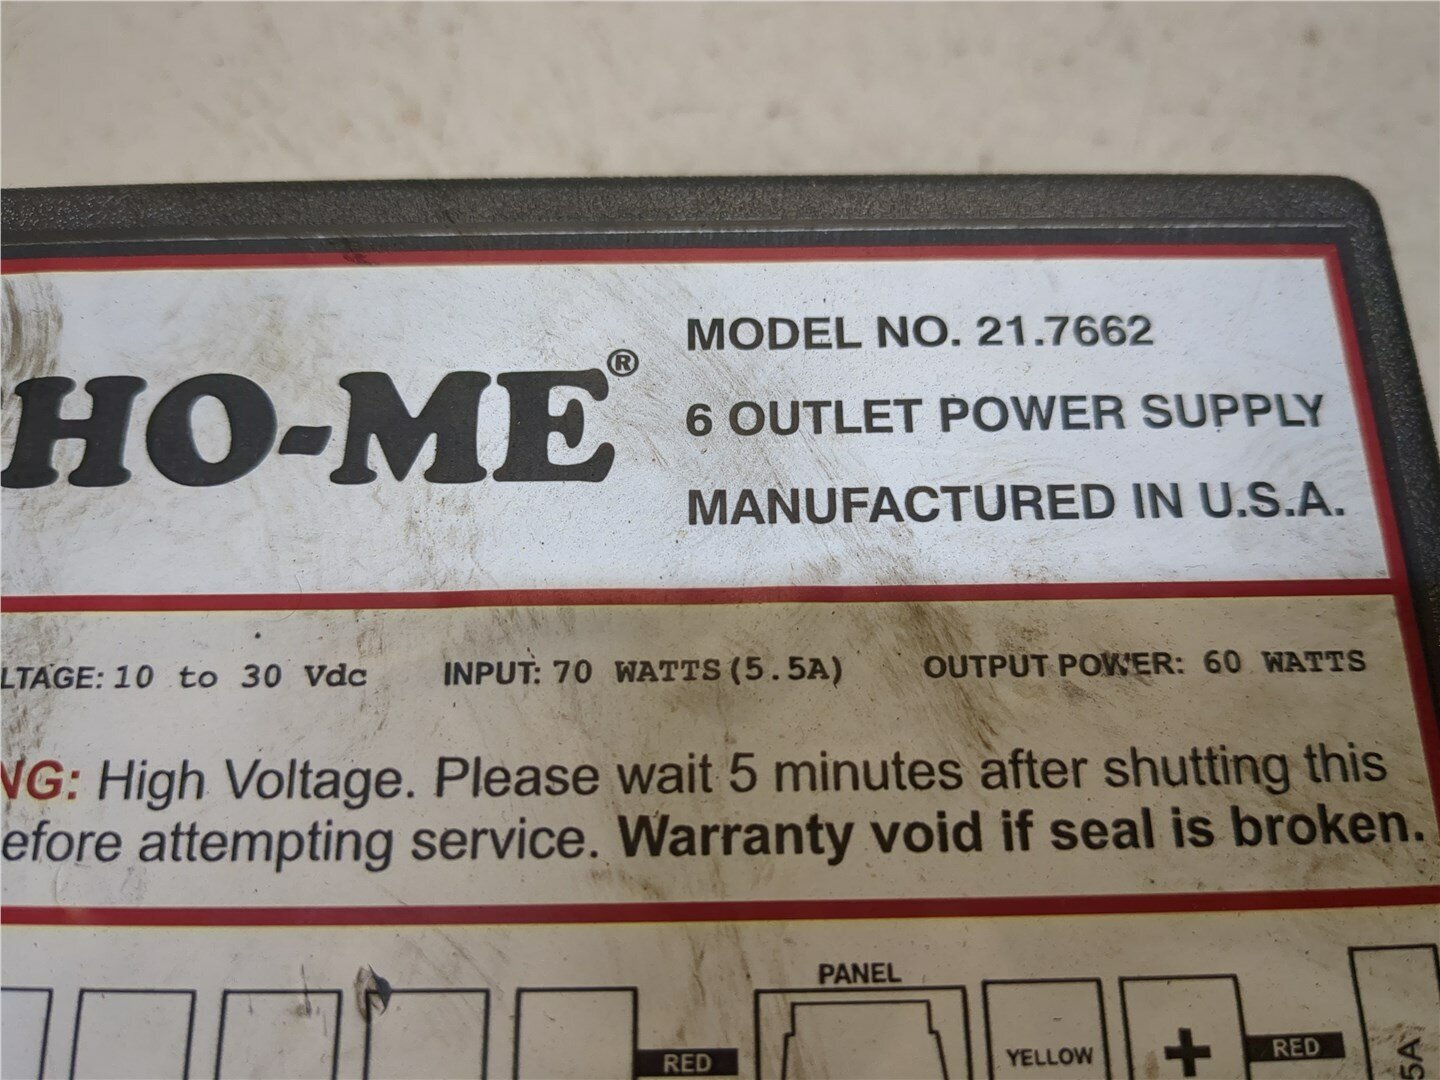 HO-ME®
MODEL NO. 21.7662
6 OUTLET POWER SUPPLY
MANUFACTURED IN U.S.A.
LTAGE: 10 to 30 Vdc INPUT: 70 WATTS (5.5A) OUTPUT POWER: 60 WATTS
NG: High Voltage. Please wait 5 minutes after shutting this
efore attempting service. Warranty void if seal is broken.
PANEL
RED
YELLOW
+
RED
5A